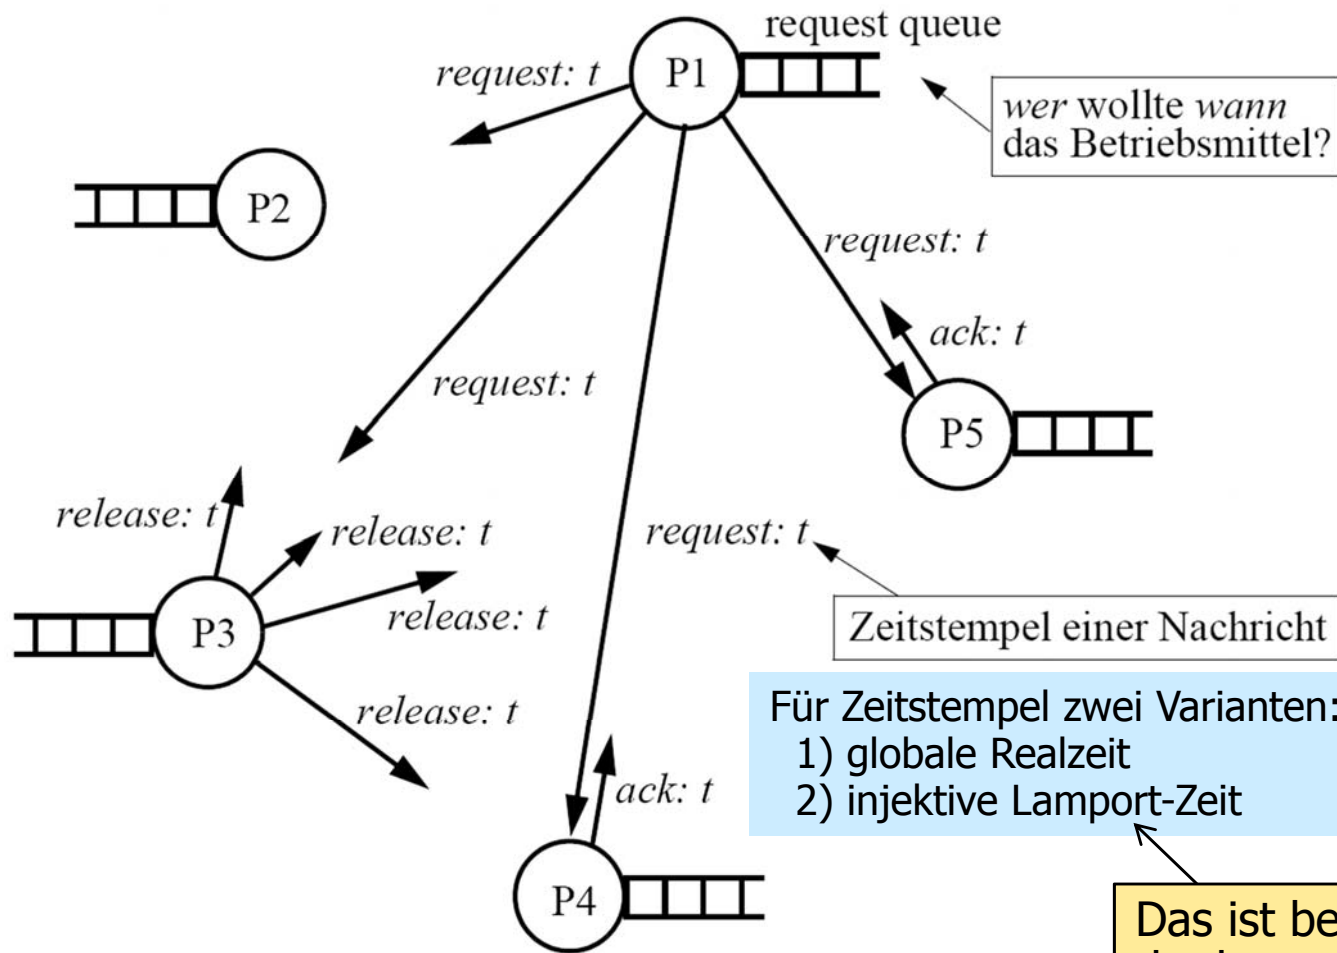 request queue
request: t
P1
wer wollte wann
das Betriebsmittel?
P2
request: t
ack: t
request: t
P5
release: t
release: t
request: t
release: t
P3
Zeitstempel einer Nachricht
release: t
Für Zeitstempel zwei Varianten:
1) globale Realzeit
2) injektive Lamport-Zeit
ack: t
P4
Das ist